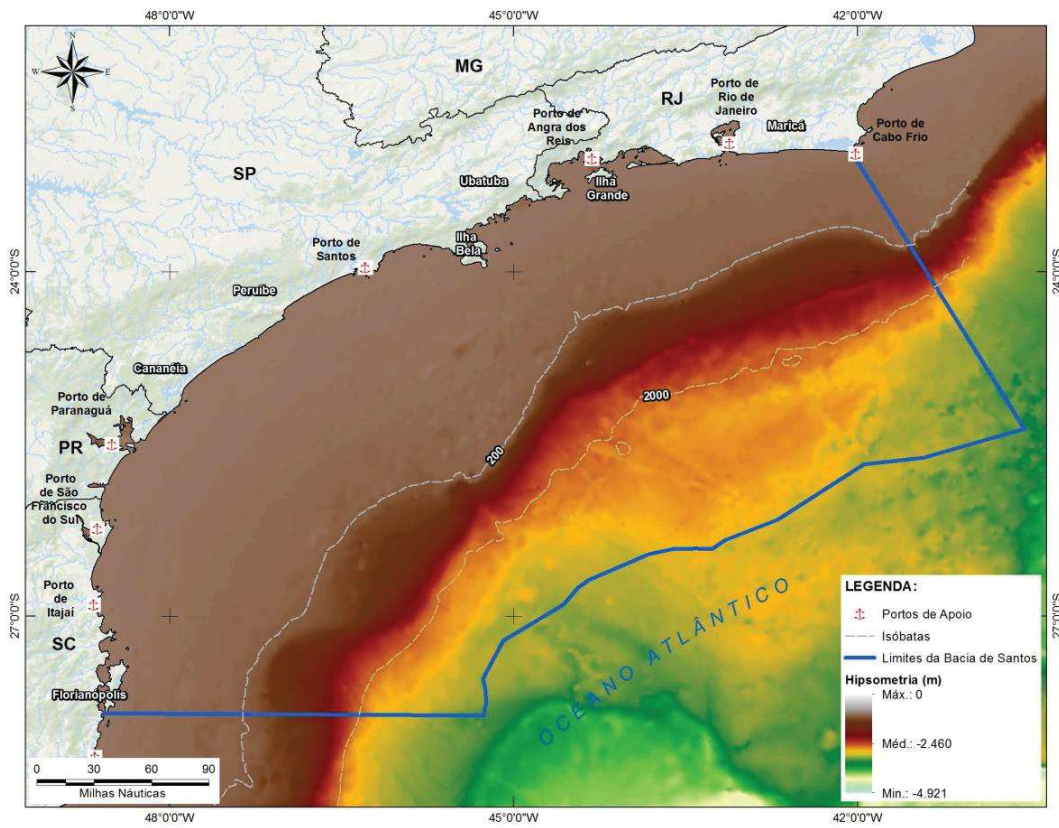 48°0'0"W
45°0'0"W
42°0'0"W
N
W
E
S
MG
RJ
Porto de
Rio de
Janeiro
Porto de
Angra dos
Reis
Maricá
Porto de
Cabo Frio
SP
Ubatuba
Ilha
Grande
Ilha
Bela
Porto de
Santos
24°0'0"S
24°0'0"S
Peruíbe
Cananéia
Porto de
Paranaguá
PR
2000
200
Porto
de São
Francisco
do Sul
Porto
de
Itajaí
SC
27°0'0"S
27°0'0"S
Florianópolis
OCEANO ATLÂNTICO
LEGENDA:
Portos de Apoio
Isóbatas
Limites da Bacia de Santos
Hipsometria (m)
Máx.: 0
Méd.: -2.460
Min.: -4.921
0 30 60 90
Milhas Náuticas
48°0'0"W
45°0'0"W
42°0'0"W